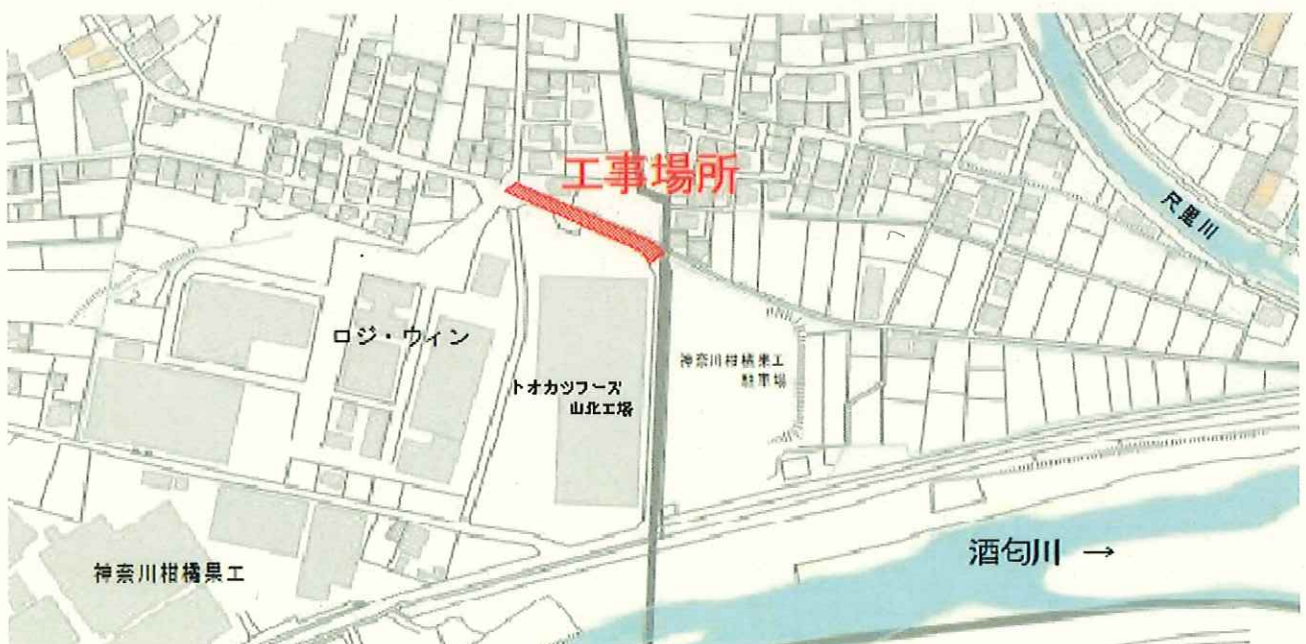 工事場所
尺里川
ロジ・ウィン
神奈川柑橘果工
駐車場
トオカツフーズ
山北工場
酒匂川 →
神奈川柑橘果工